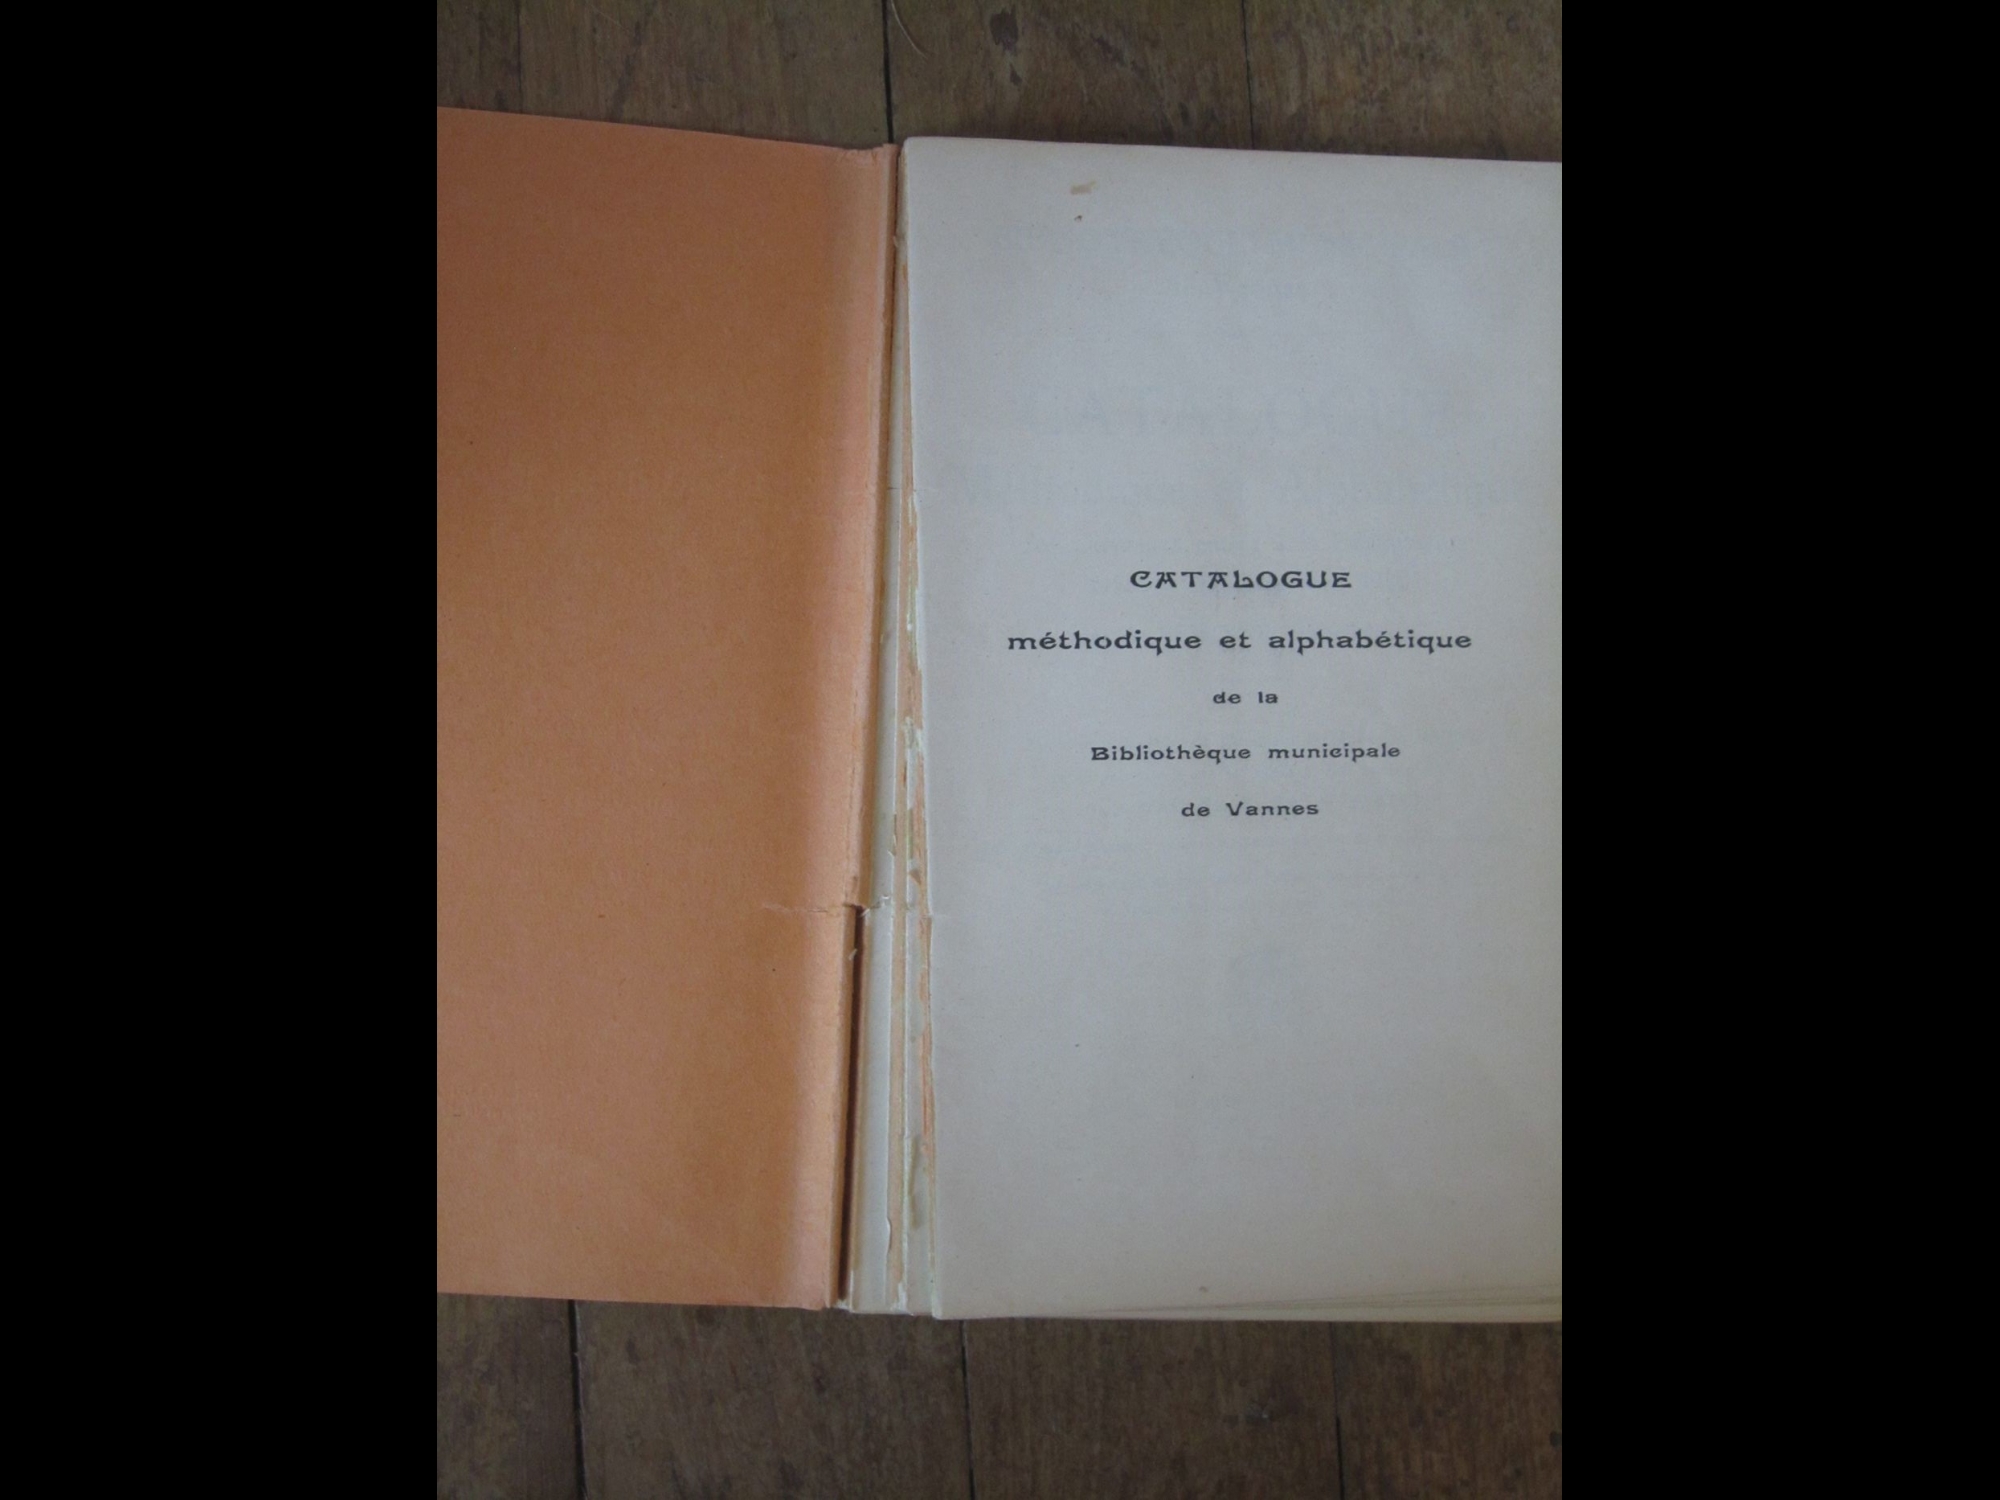 CATALOGUE
méthodique et alphabétique
de la
Bibliothèque municipale
de Vannes